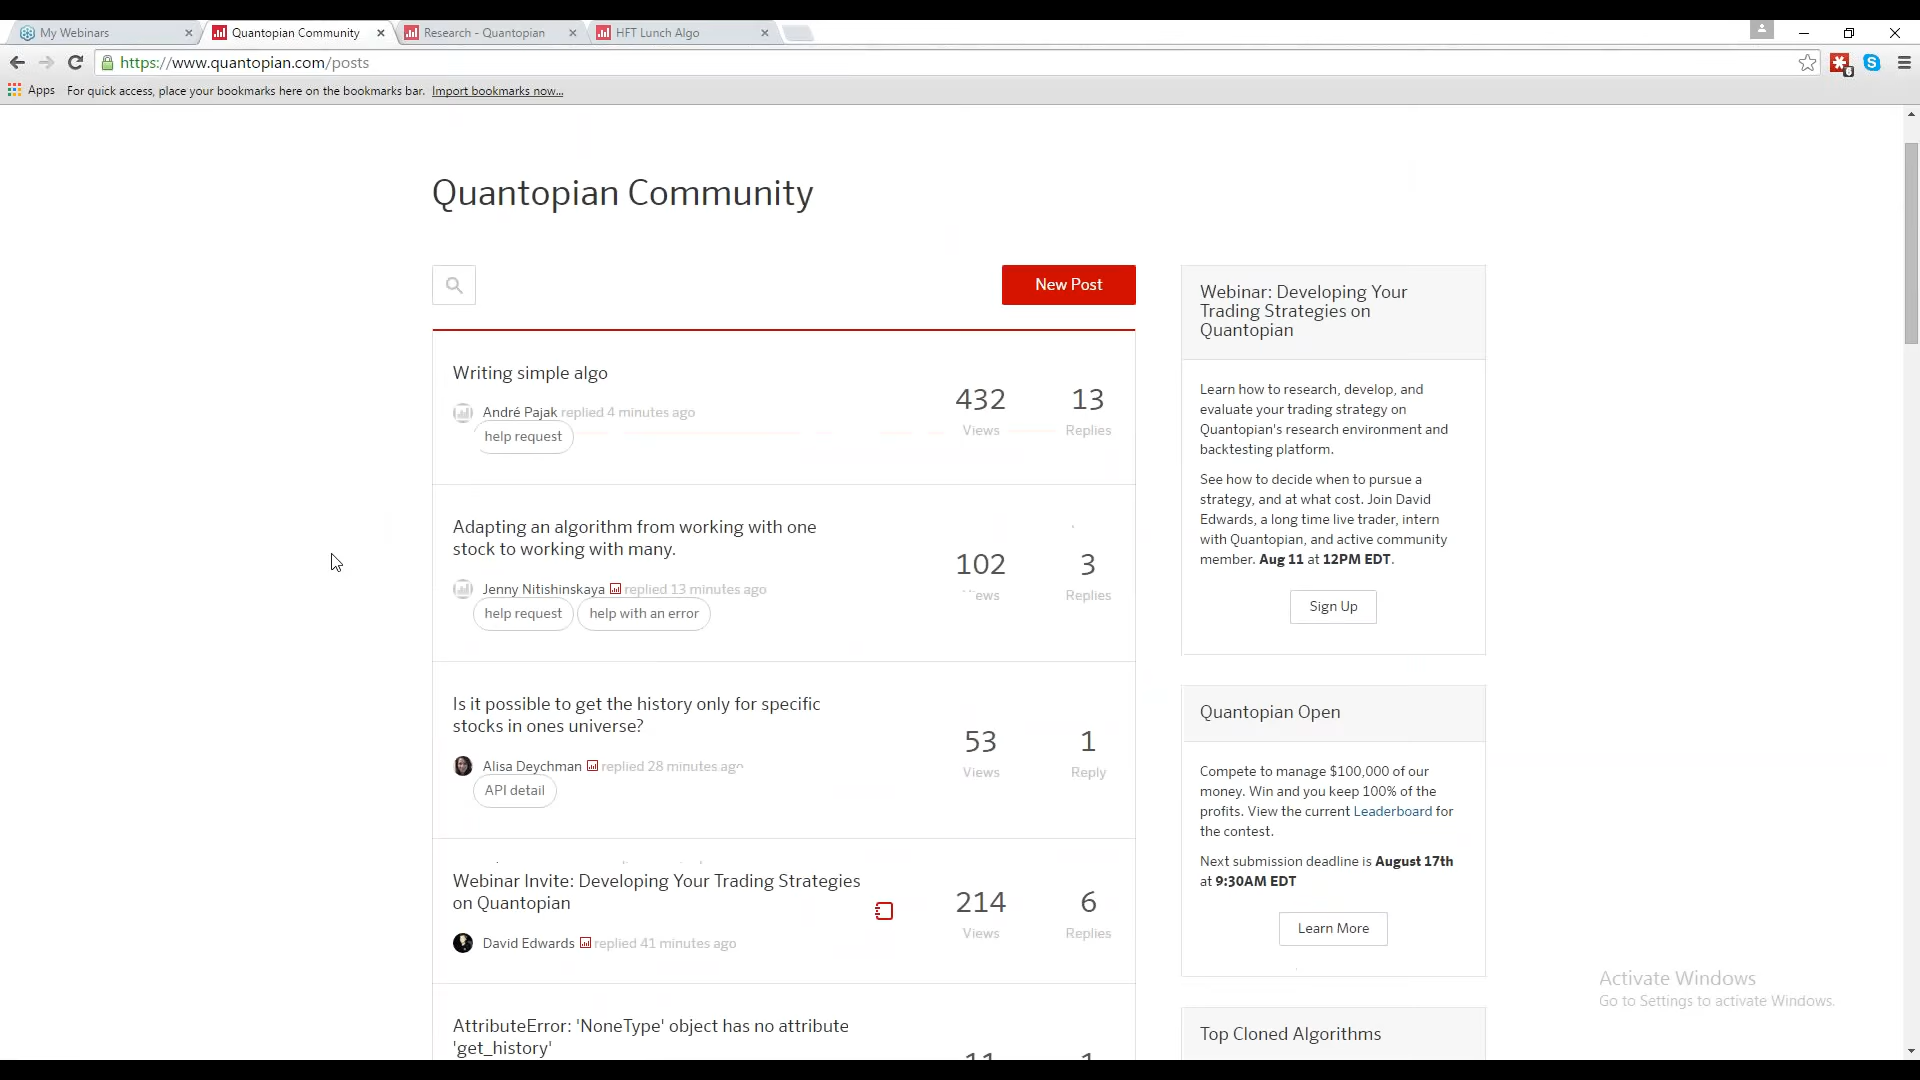 My Webinars
Quantopian Community
Research - Quantopian
HFT Lunch Algo
https://www.quantopian.com/posts
Apps
For quick access, place your bookmarks here on the bookmarks bar. Import bookmarks now...
Quantopian Community
New Post
Writing simple algo
André Pajak replied 4 minutes ago
help request
432
Views
13
Replies
Adapting an algorithm from working with one
stock to working with many.
Jenny Nitishinskaya replied 13 minutes ago
help request
help with an error
102
3
Replies
Is it possible to get the history only for specific
stocks in ones universe?
Alisa Deychman replied 28 minutes ago
API detail
53
Views
1
Reply
Webinar Invite: Developing Your Trading Strategies
on Quantopian
David Edwards replied 41 minutes ago
214
Views
6
Replies
AttributeError: 'NoneType' object has no attribute
'get_history'
11
1
Webinar: Developing Your
Trading Strategies on
Quantopian
Learn how to research, develop, and
evaluate your trading strategy on
Quantopian's research environment and
backtesting platform.
See how to decide when to pursue a
strategy, and at what cost. Join David
Edwards, a long time live trader, intern
with Quantopian, and active community
member. Aug 11 at 12PM EDT.
Sign Up
Quantopian Open
Compete to manage $100,000 of our
money. Win and you keep 100% of the
profits. View the current Leaderboard for
the contest.
Next submission deadline is August 17th
at 9:30AM EDT
Learn More
Top Cloned Algorithms
Activate Windows
Go to Settings to activate Windows.